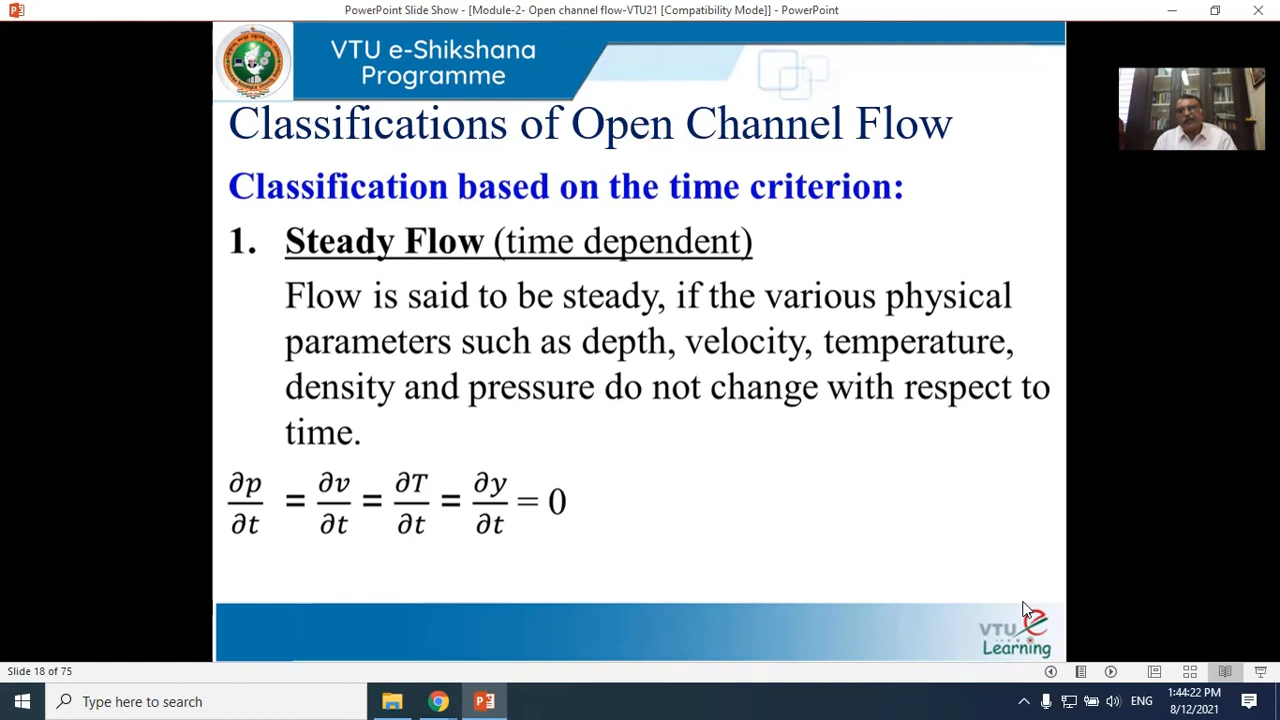 PowerPoint Slide Show - [Module-2- Open channel flow-VTU21 [Compatibility Mode]] - PowerPoint
VTU e-Shikshana
Programme
Classifications of Open Channel Flow
Classification based on the time criterion:
1. Steady Flow (time dependent)
Flow is said to be steady, if the various physical
parameters such as depth, velocity, temperature,
density and pressure do not change with respect to
time.
∂p/∂t = ∂v/∂t = ∂T/∂t = ∂y/∂t = 0
VTU e
Learning
Slide 18 of 75
Type here to search
ENG
1:44:22 PM
8/12/2021